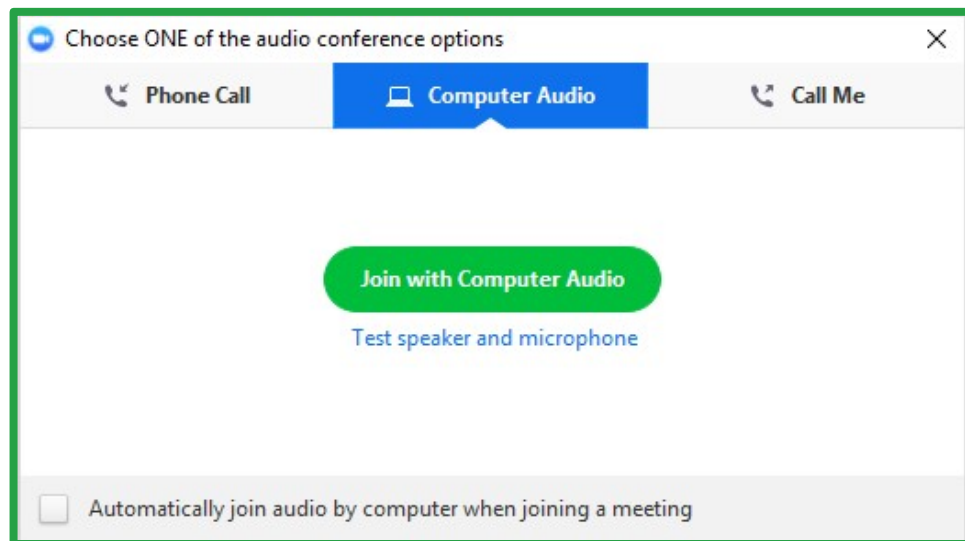 Choose ONE of the audio conference options
Phone Call
Computer Audio
Call Me
Join with Computer Audio
Test speaker and microphone
Automatically join audio by computer when joining a meeting